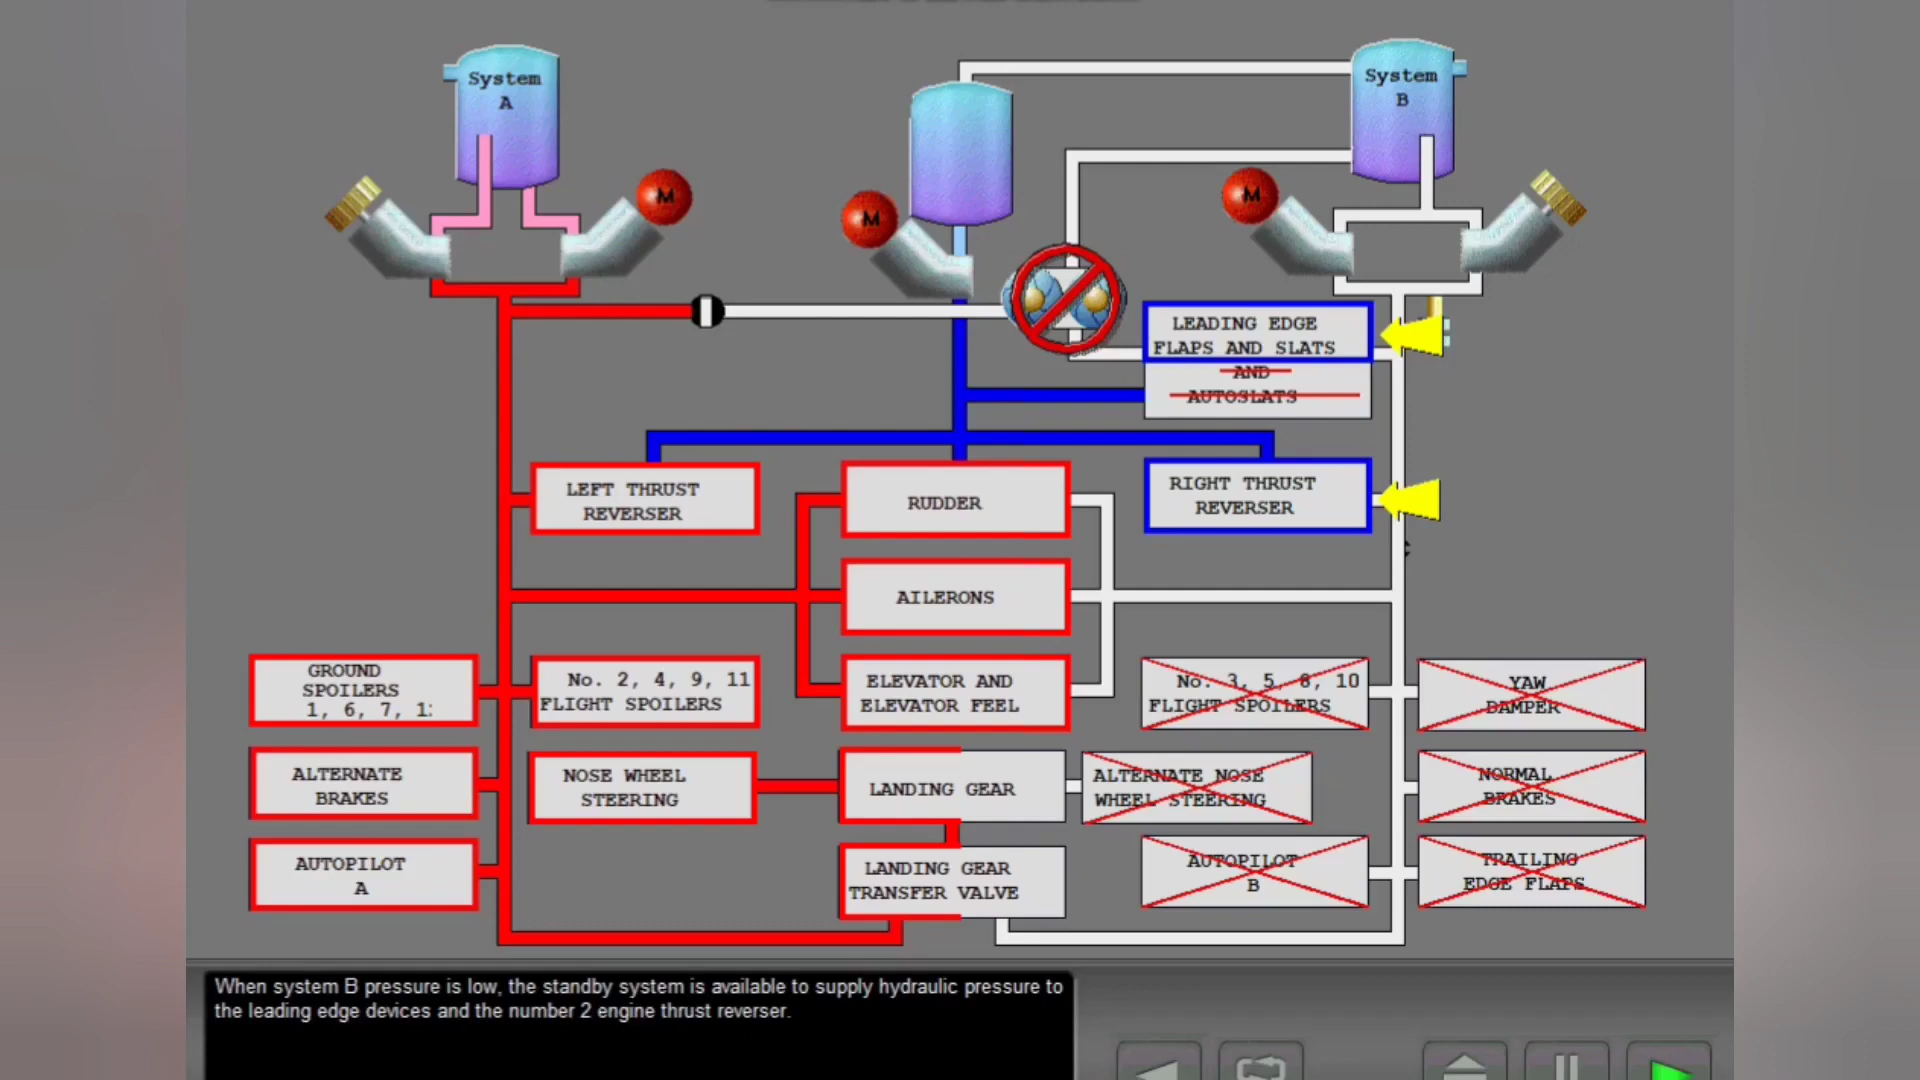 System
A
System
B
M
M
M
LEADING EDGE
FLAPS AND SLATS
AND
AUTOSLATS
LEFT THRUST
REVERSER
RUDDER
RIGHT THRUST
REVERSER
AILERONS
GROUND
SPOILERS
1, 6, 7, 1
No. 2, 4, 9, 11
FLIGHT SPOILERS
ELEVATOR AND
ELEVATOR FEEL
No. 3, 5, 8, 10
FLIGHT SPOILERS
YAW
DAMPER
ALTERNATE
BRAKES
NOSE WHEEL
STEERING
LANDING GEAR
ALTERNATE NOSE
WHEEL STEERING
NORMAL
BRAKES
AUTOPILOT
A
LANDING GEAR
TRANSFER VALVE
AUTOPILOT
B
TRAILING
EDGE FLAPS
When system B pressure is low, the standby system is available to supply hydraulic pressure to
the leading edge devices and the number 2 engine thrust reverser.